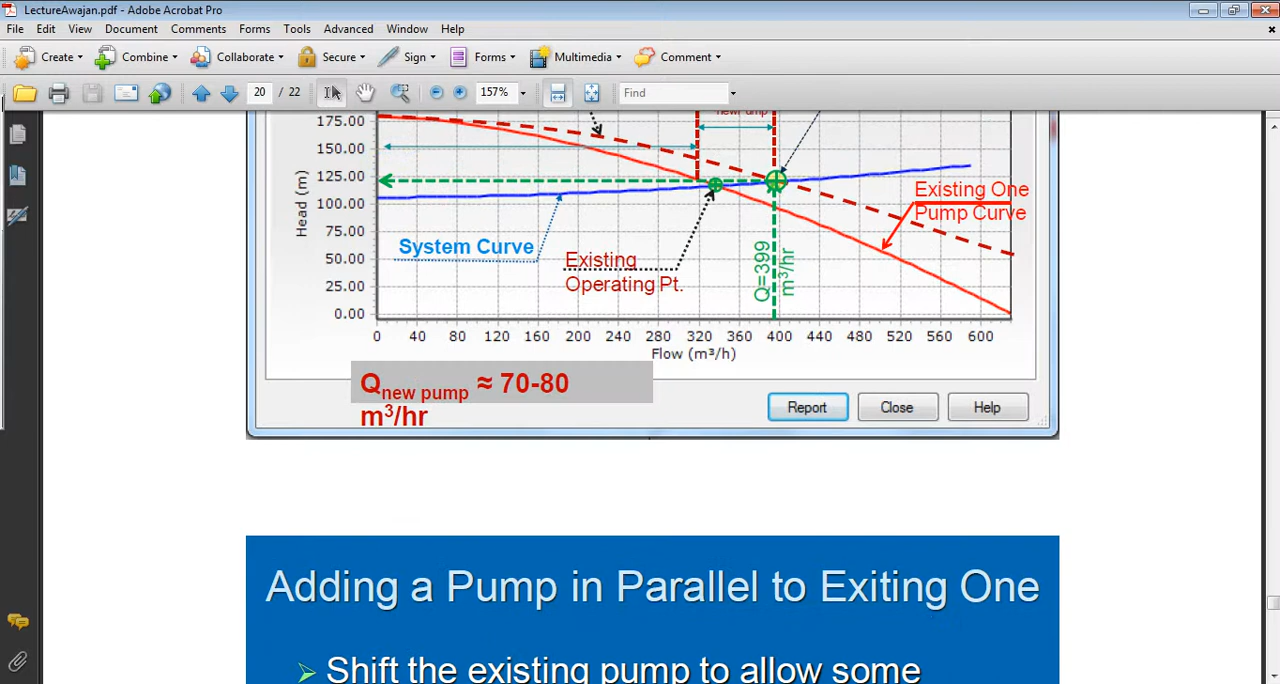 LectureAwajan.pdf - Adobe Acrobat Pro
File Edit View Document Comments Forms Tools Advanced Window Help
Create Combine Collaborate Secure Sign Forms Multimedia Comment
20 / 22 157% Find
175.00
150.00
125.00
100.00
75.00
50.00
25.00
0.00
Head (m)
Existing One
Pump Curve
System Curve
Existing
Operating Pt.
Q=399
m³/hr
0 40 80 120 160 200 240 280 320 360 400 440 480 520 560 600
Flow (m³/hr)
Qnew pump ≈ 70-80
m³/hr
Report Close Help
Adding a Pump in Parallel to Exiting One
Shift the existing pump to allow some